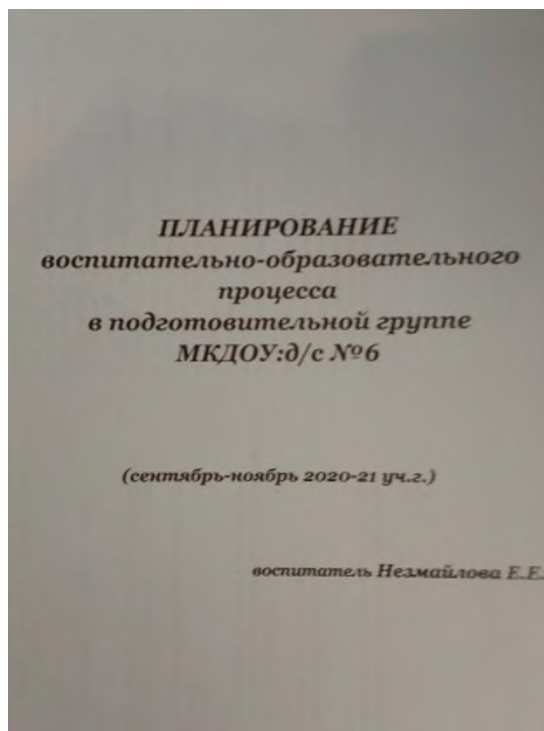 ПЛАНИРОВАНИЕ
воспитательно-образовательного
процесса
в подготовительной группе
МКДОУ:д/с №6
(сентябрь-ноябрь 2020-21 уч.г.)
воспитатель Незмайлова Е.Е.